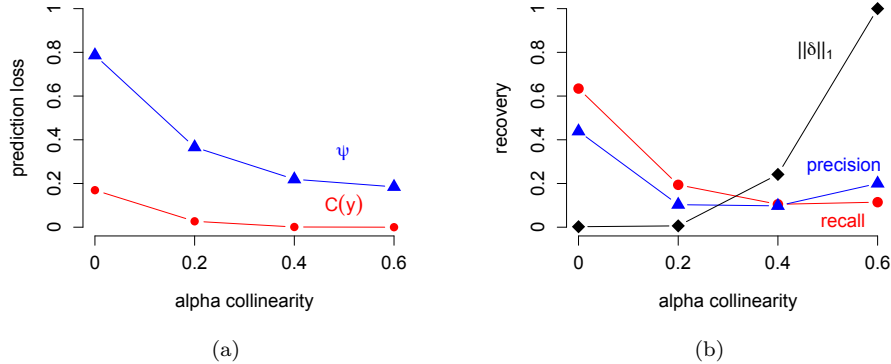 1
0.8
0.6
0.4
0.2
0
prediction loss
ψ
C(y)
0 0.2 0.4 0.6
alpha collinearity
(a)
1
0.8
0.6
0.4
0.2
0
recovery
||δ||₁
precision
recall
0 0.2 0.4 0.6
alpha collinearity
(b)